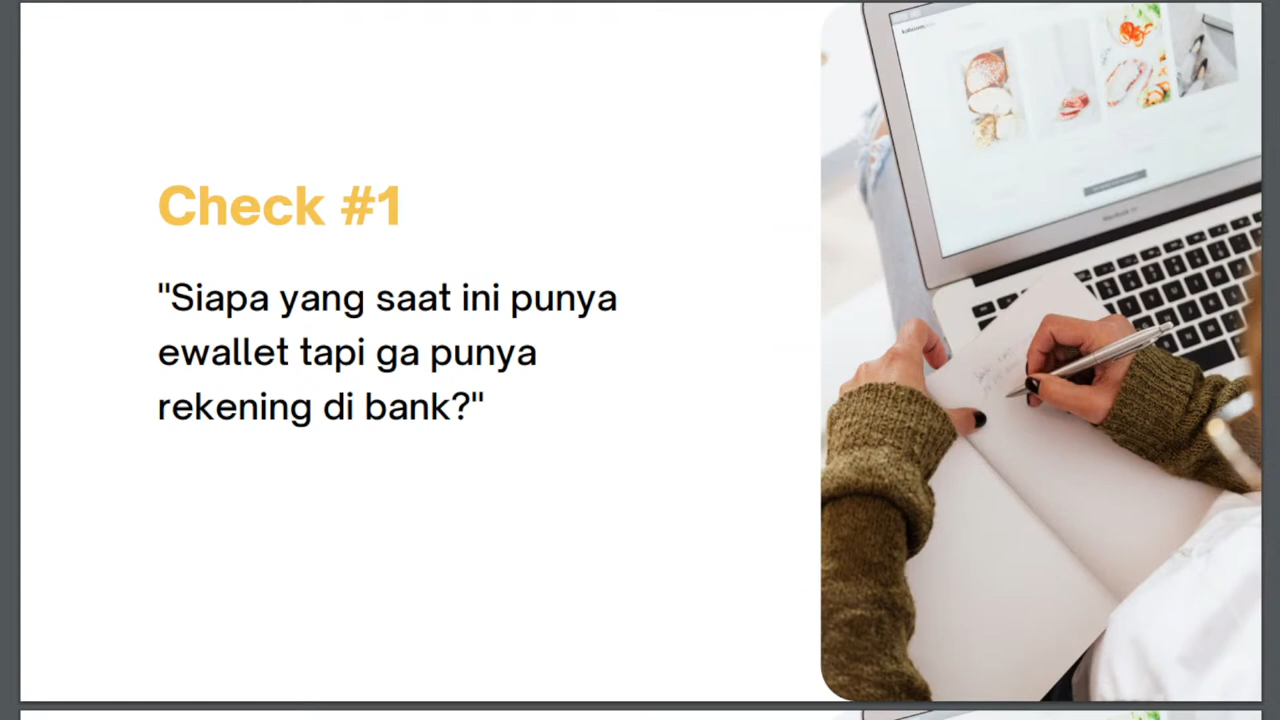 Check #1
"Siapa yang saat ini punya
ewallet tapi ga punya
rekening di bank?"